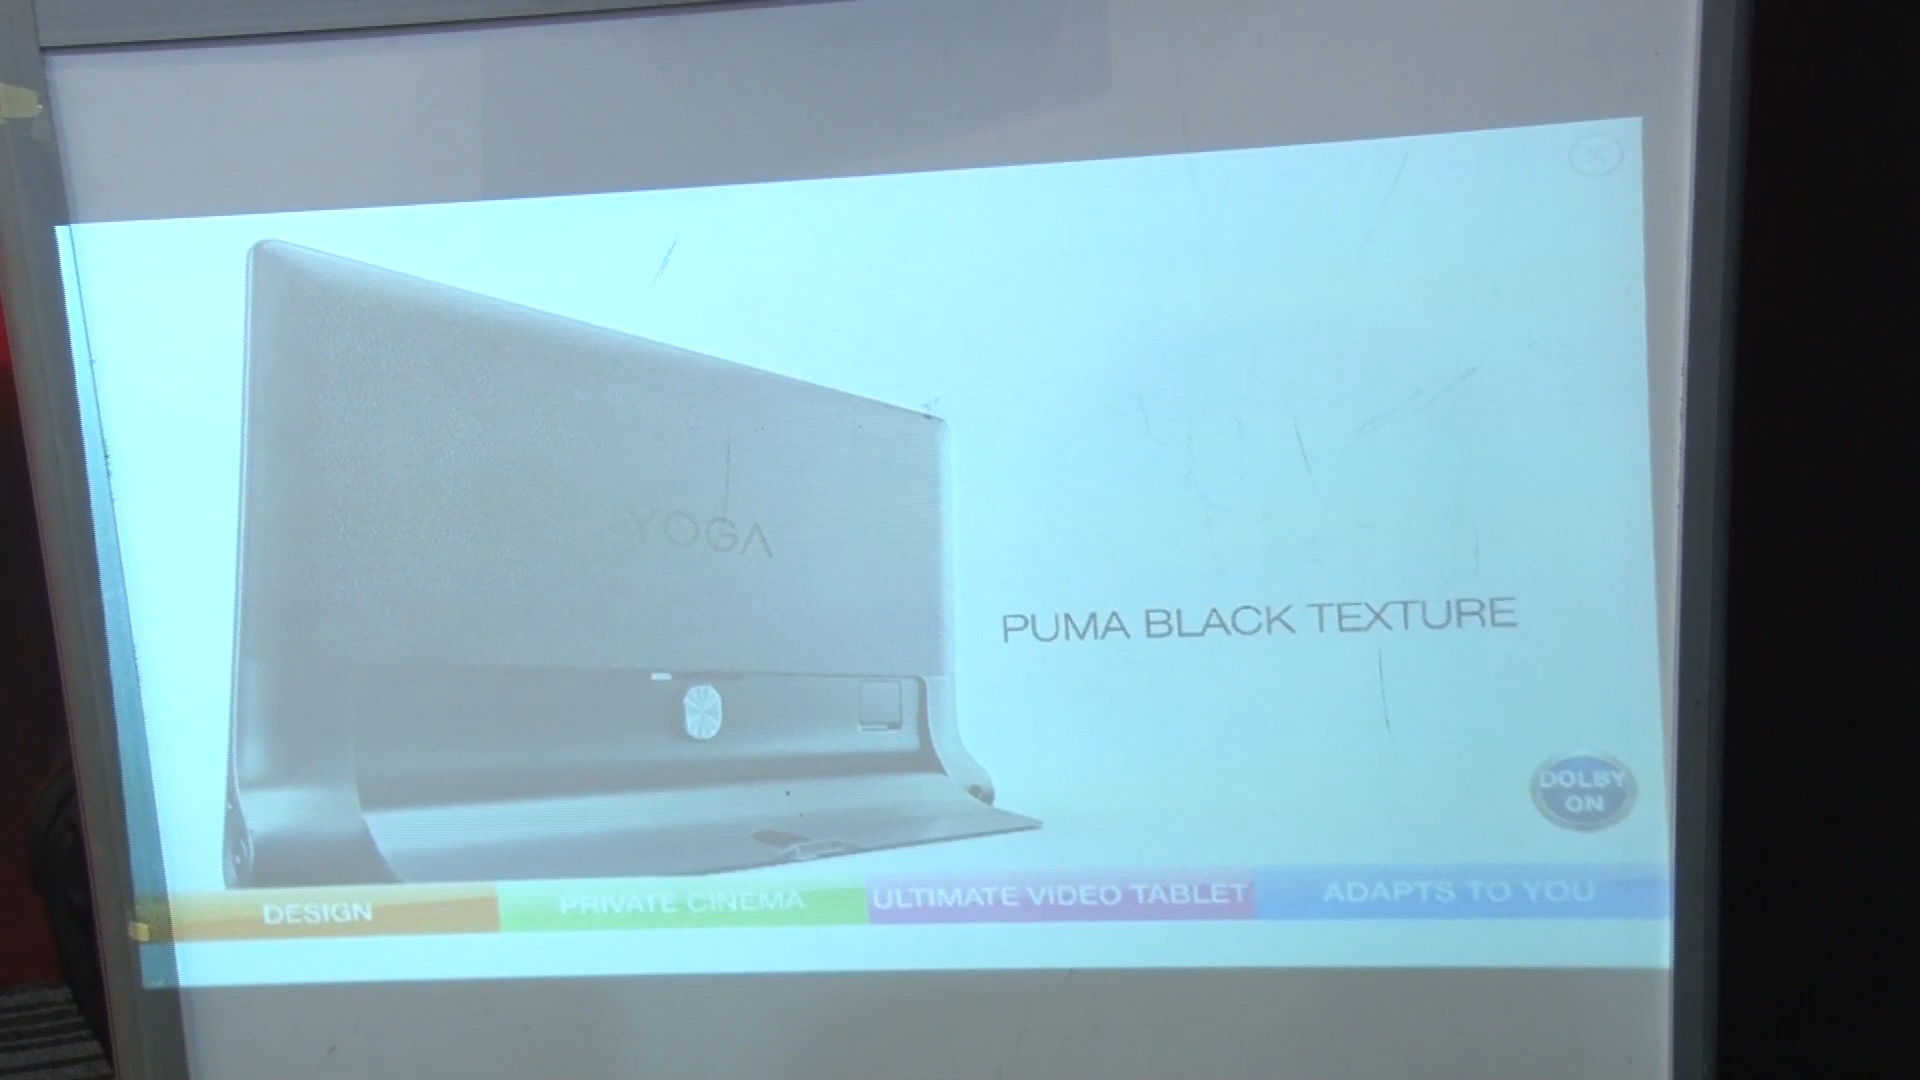 YOGA
PUMA BLACK TEXTURE
DOLBY
ON
DESIGN
PRIVATE CINEMA
ULTIMATE VIDEO TABLET
ADAPTS TO YOU